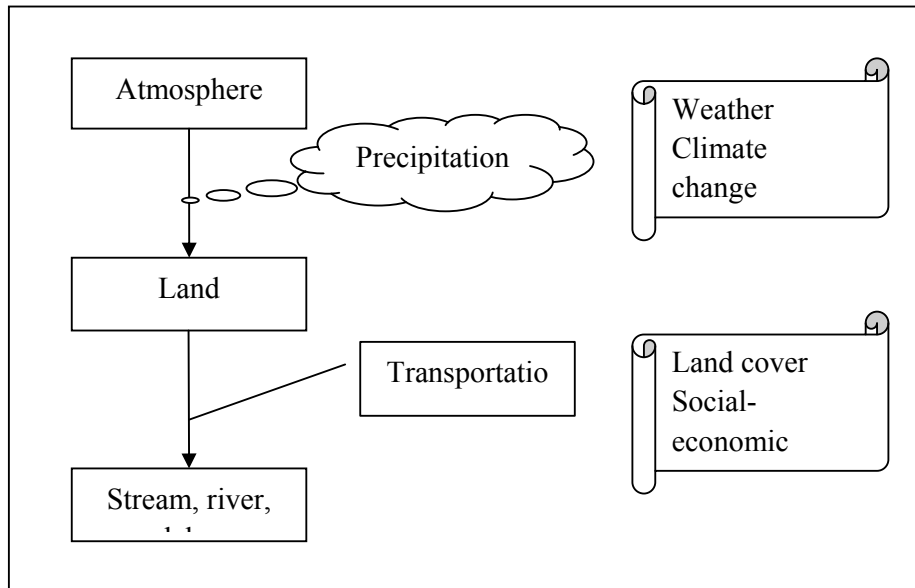 Atmosphere
Precipitation
Weather
Climate
change
Land
Transportatio
Land cover
Social-
economic
Stream, river,